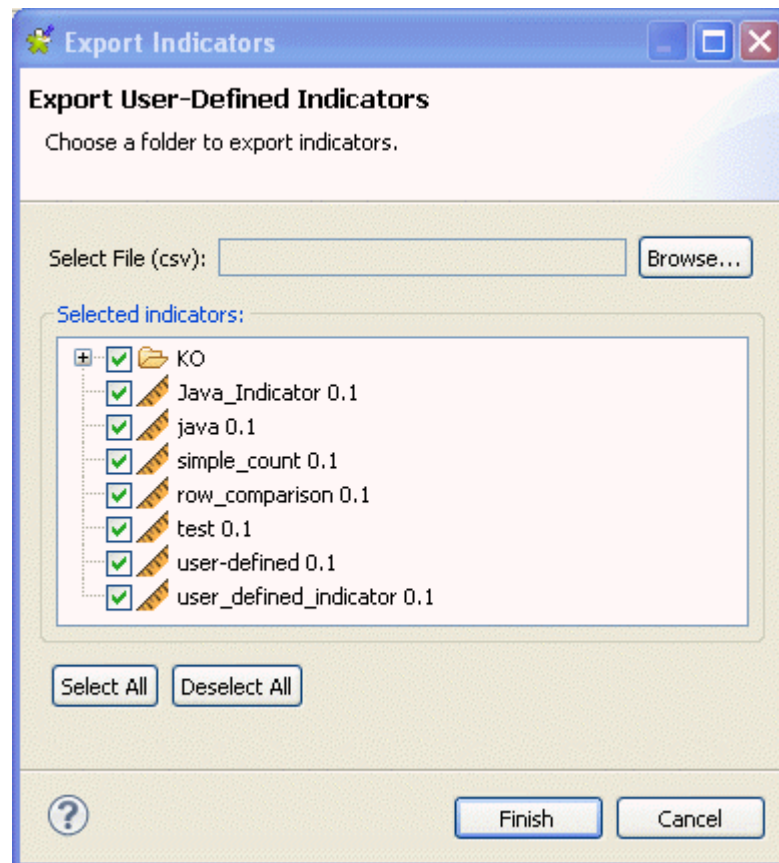 Export Indicators
Export User-Defined Indicators
Choose a folder to export indicators.
Select File (csv):
Browse...
Selected indicators:
KO
Java_Indicator 0.1
java 0.1
simple_count 0.1
row_comparison 0.1
test 0.1
user-defined 0.1
user_defined_indicator 0.1
Select All
Deselect All
?
Finish
Cancel